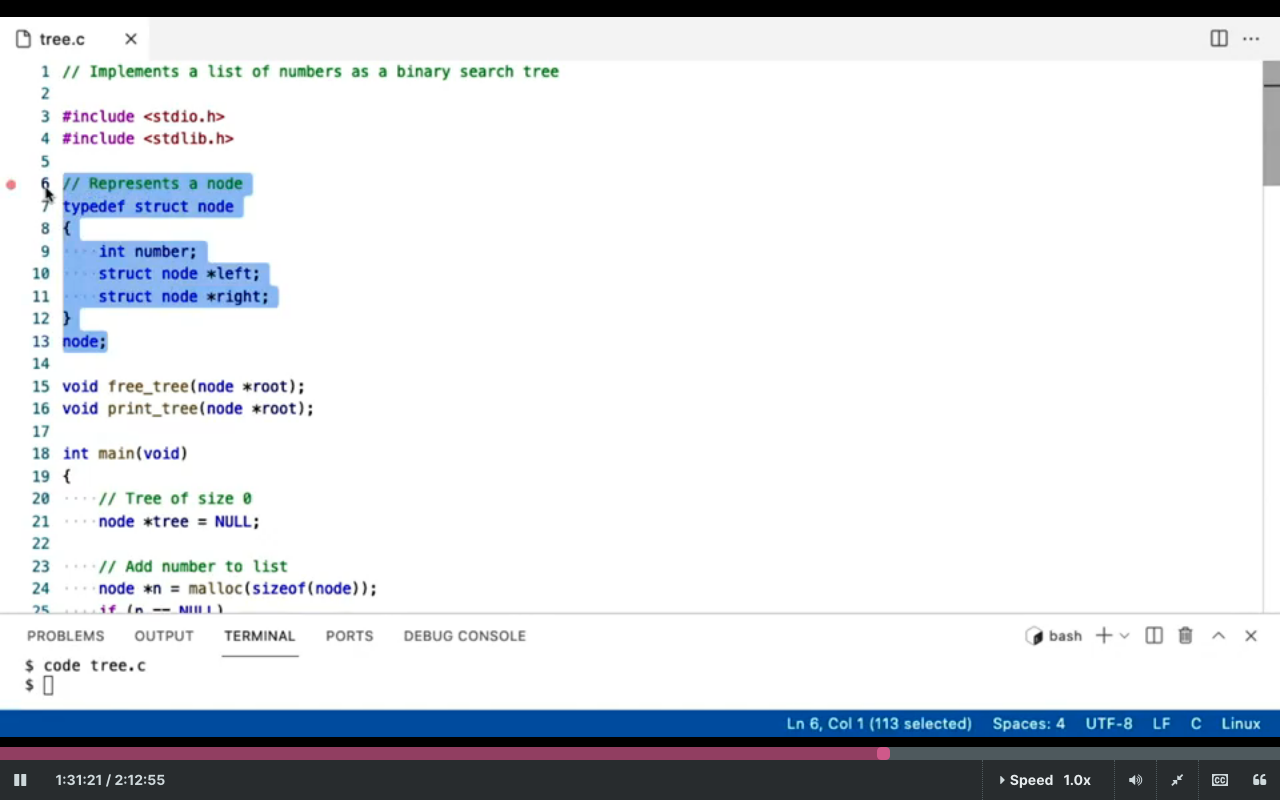 tree.c
1 // Implements a list of numbers as a binary search tree
2
3 #include <stdio.h>
4 #include <stdlib.h>
5
6 // Represents a node
7 typedef struct node
8 {
9 int number;
10 struct node *left;
11 struct node *right;
12 }
13 node;
14
15 void free_tree(node *root);
16 void print_tree(node *root);
17
18 int main(void)
19 {
20 // Tree of size 0
21 node *tree = NULL;
22
23 // Add number to list
24 node *n = malloc(sizeof(node));
25 if (n == NULL)
PROBLEMS OUTPUT TERMINAL PORTS DEBUG CONSOLE bash
$ code tree.c
$
Ln 6, Col 1 (113 selected) Spaces: 4 UTF-8 LF C Linux
1:31:21 / 2:12:55 Speed 1.0x CC